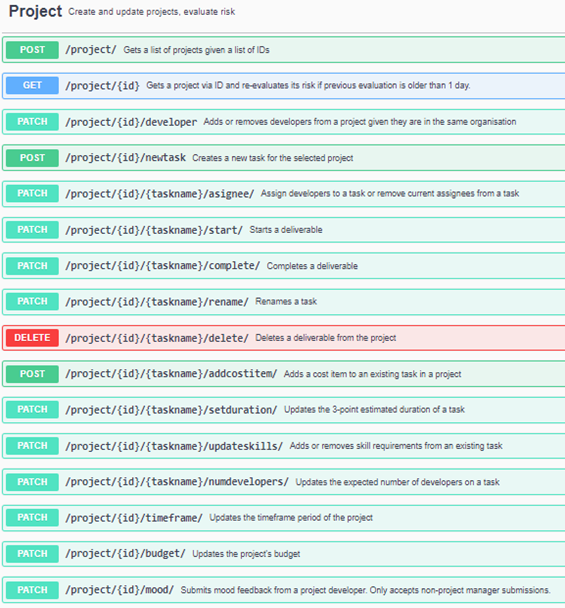 Project Create and update projects, evaluate risk
POST /project/ Gets a list of projects given a list of IDs
GET /project/{id} Gets a project via ID and re-evaluates its risk if previous evaluation is older than 1 day.
PATCH /project/{id}/developer Adds or removes developers from a project given they are in the same organisation
POST /project/{id}/newtask Creates a new task for the selected project
PATCH /project/{id}/{taskname}/asignee/ Assign developers to a task or remove current assignees from a task
PATCH /project/{id}/{taskname}/start/ Starts a deliverable
PATCH /project/{id}/{taskname}/complete/ Completes a deliverable
PATCH /project/{id}/{taskname}/rename/ Renames a task
DELETE /project/{id}/{taskname}/delete/ Deletes a deliverable from the project
POST /project/{id}/{taskname}/addcostitem/ Adds a cost item to an existing task in a project
PATCH /project/{id}/{taskname}/setduration/ Updates the 3-point estimated duration of a task
PATCH /project/{id}/{taskname}/updateskills/ Adds or removes skill requirements from an existing task
PATCH /project/{id}/{taskname}/numdevelopers/ Updates the expected number of developers on a task
PATCH /project/{id}/timeframe/ Updates the timeframe period of the project
PATCH /project/{id}/budget/ Updates the project's budget
PATCH /project/{id}/mood/ Submits mood feedback from a project developer. Only accepts non-project manager submissions.